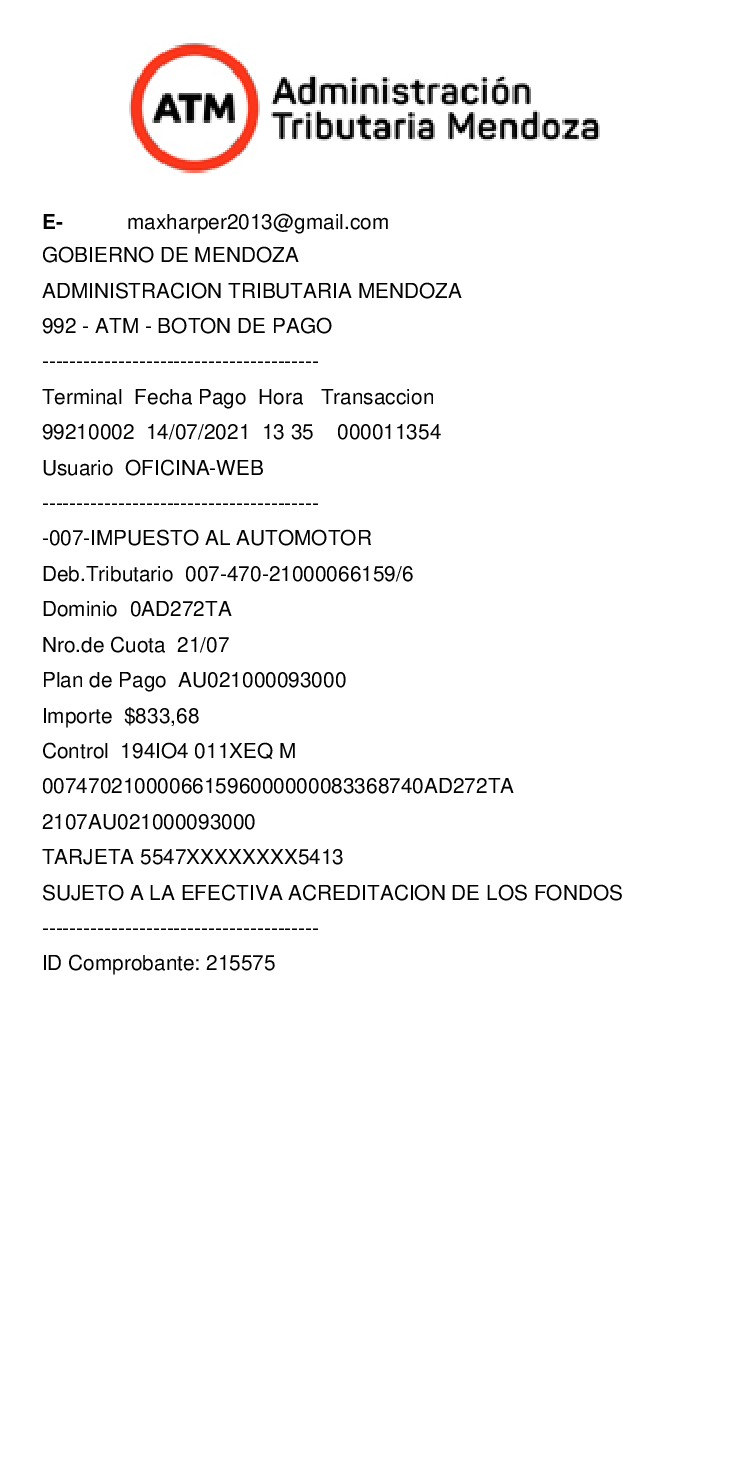 ATM
Administración
Tributaria Mendoza
E- maxharper2013@gmail.com
GOBIERNO DE MENDOZA
ADMINISTRACION TRIBUTARIA MENDOZA
992 - ATM - BOTON DE PAGO
----------------------------------------
Terminal Fecha Pago Hora Transaccion
99210002 14/07/2021 13 35 000011354
Usuario OFICINA-WEB
----------------------------------------
-007-IMPUESTO AL AUTOMOTOR
Deb.Tributario 007-470-21000066159/6
Dominio 0AD272TA
Nro.de Cuota 21/07
Plan de Pago AU021000093000
Importe $833,68
Control 194IO4 011XEQ M
00747021000066159600000008336874​0AD272TA
2107AU021000093000
TARJETA 5547XXXXXXXX5413
SUJETO A LA EFECTIVA ACREDITACION DE LOS FONDOS
----------------------------------------
ID Comprobante: 215575